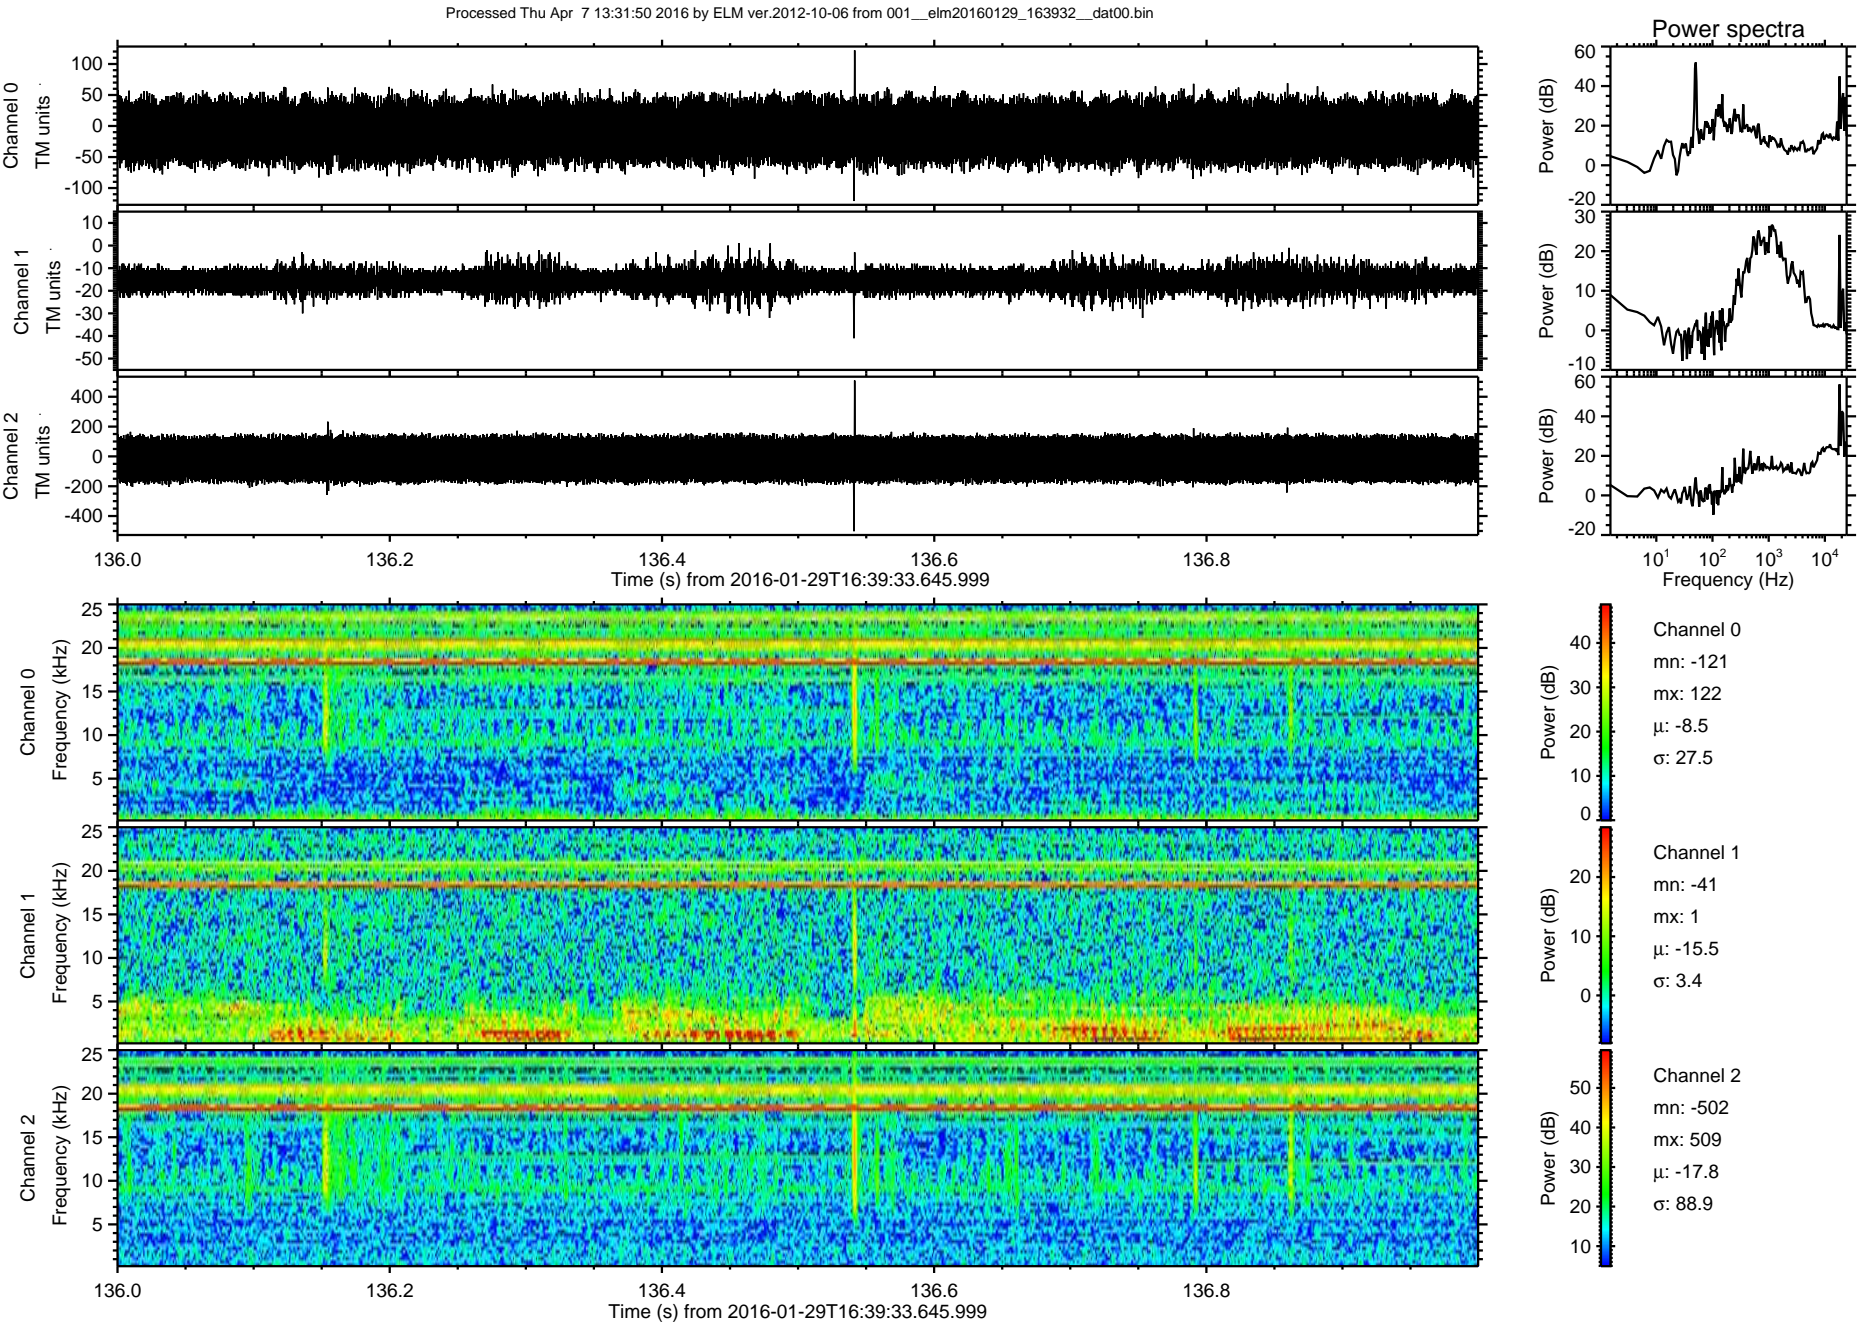 Processed Thu Apr  7 13:31:50 2016 by ELM ver.2012-10-06 from 001__elm20160129_163932__dat00.bin
Power spectra
Channel 0
TM units
100
50
0
-50
-100
Power (dB)
60
40
20
0
-20
Channel 1
TM units
10
0
-10
-20
-30
-40
-50
Power (dB)
30
20
10
0
-10
Channel 2
TM units
400
200
0
-200
-400
Power (dB)
60
40
20
0
-20
136.0 136.2 136.4 136.6 136.8
Time (s) from 2016-01-29T16:39:33.645.999
10^1 10^2 10^3 10^4
Frequency (Hz)
Channel 0
Frequency (kHz)
25
20
15
10
5
Power (dB)
40
30
20
10
0
Channel 0
mn: -121
mx: 122
μ: -8.5
σ: 27.5
Channel 1
Frequency (kHz)
25
20
15
10
5
Power (dB)
20
10
0
Channel 1
mn: -41
mx: 1
μ: -15.5
σ: 3.4
Channel 2
Frequency (kHz)
25
20
15
10
5
Power (dB)
50
40
30
20
10
Channel 2
mn: -502
mx: 509
μ: -17.8
σ: 88.9
136.0 136.2 136.4 136.6 136.8
Time (s) from 2016-01-29T16:39:33.645.999